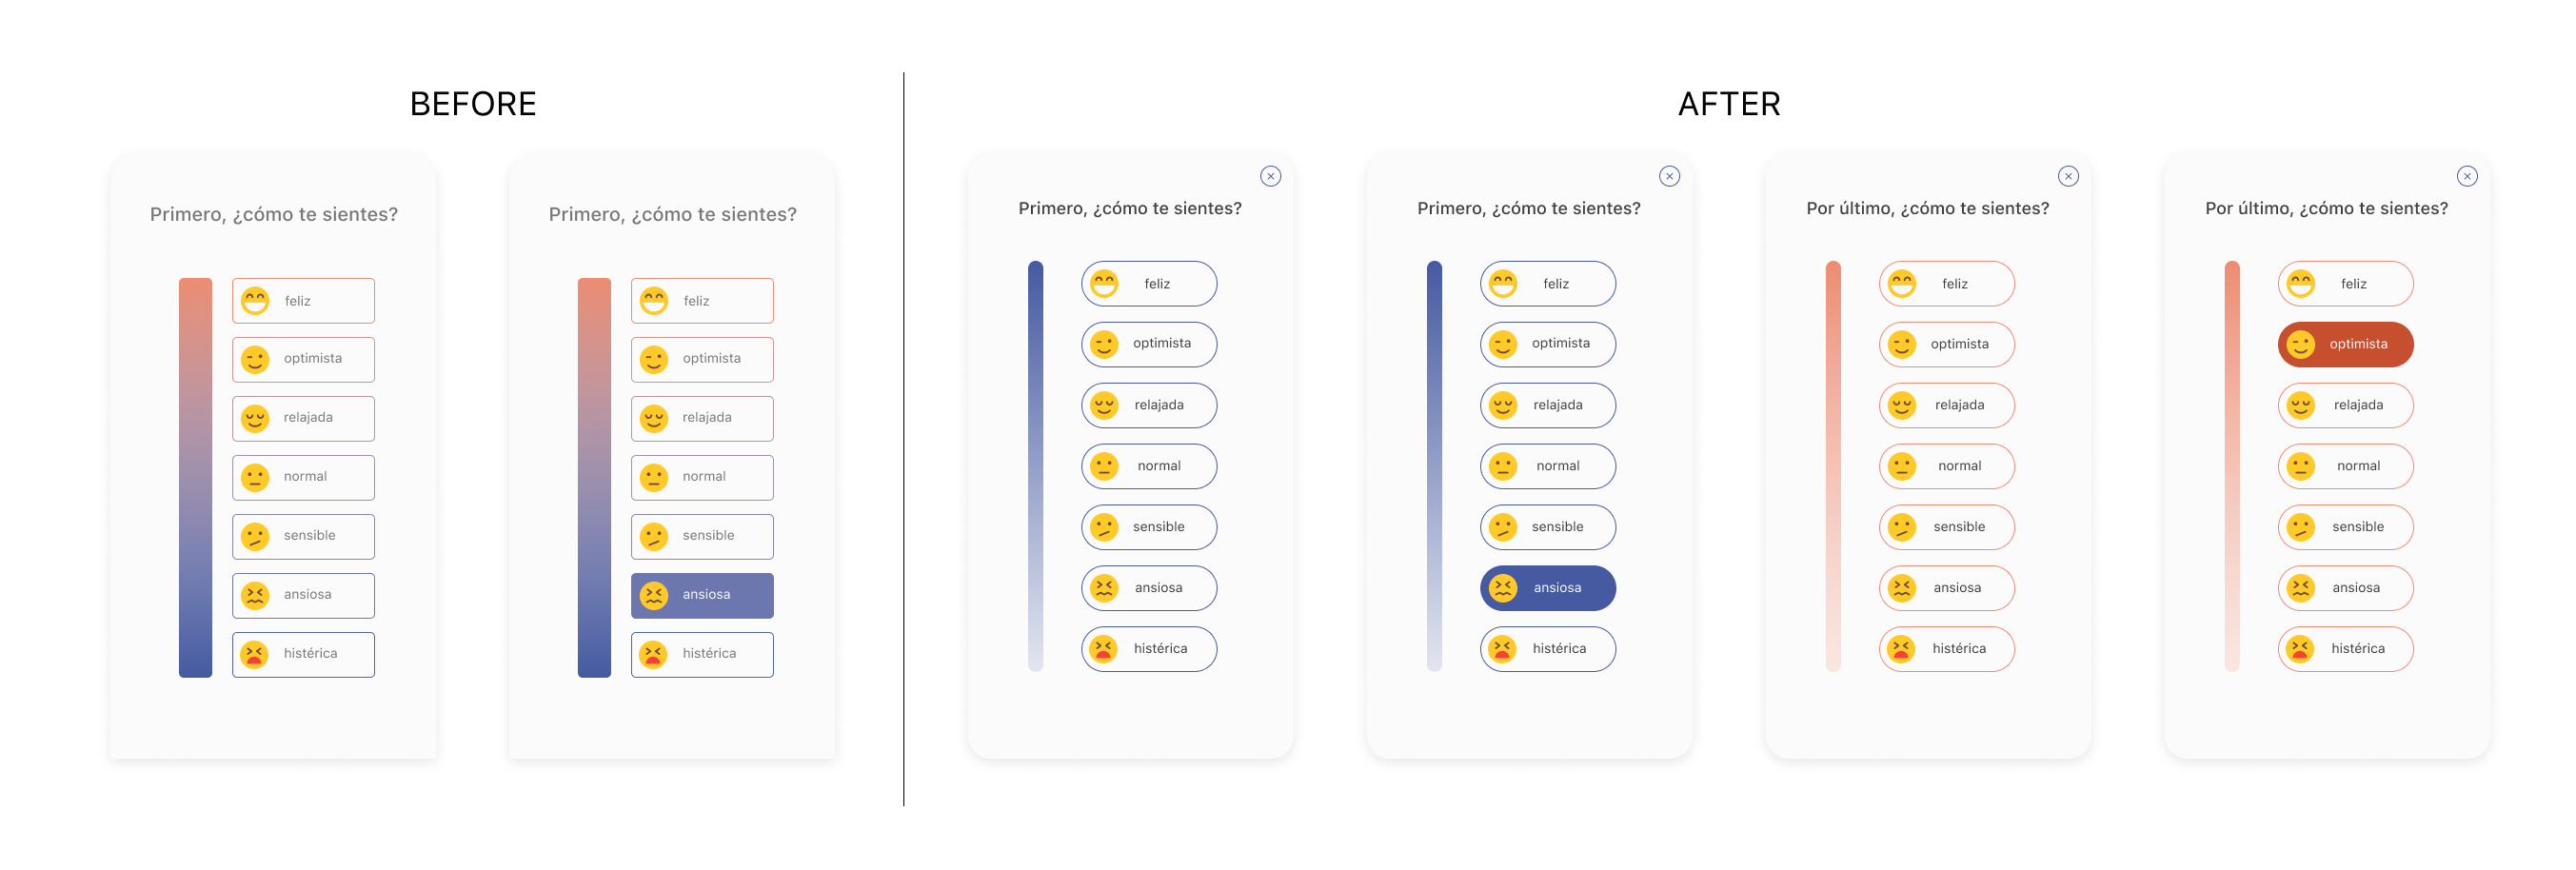 BEFORE
Primero, ¿cómo te sientes?
feliz
optimista
relajada
normal
sensible
ansiosa
histérica
Primero, ¿cómo te sientes?
feliz
optimista
relajada
normal
sensible
ansiosa
histérica
AFTER
Primero, ¿cómo te sientes?
feliz
optimista
relajada
normal
sensible
ansiosa
histérica
Primero, ¿cómo te sientes?
feliz
optimista
relajada
normal
sensible
ansiosa
histérica
Por último, ¿cómo te sientes?
feliz
optimista
relajada
normal
sensible
ansiosa
histérica
Por último, ¿cómo te sientes?
feliz
optimista
relajada
normal
sensible
ansiosa
histérica